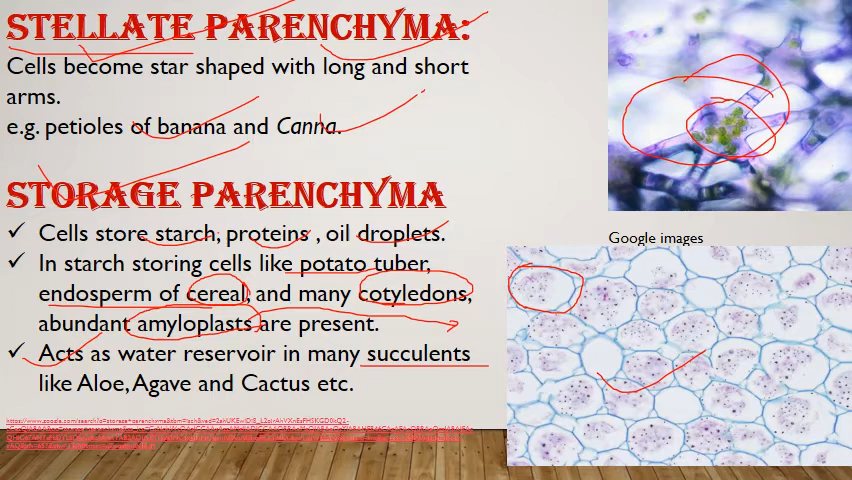 STELLATE PARENCHYMA:
Cells become star shaped with long and short
arms.
e.g. petioles of banana and Canna.
STORAGE PARENCHYMA
✓ Cells store starch, proteins , oil droplets.
✓ In starch storing cells like potato tuber,
endosperm of cereal, and many cotyledons,
abundant amyloplasts are present.
✓ Acts as water reservoir in many succulents
like Aloe, Agave and Cactus etc.
Google images